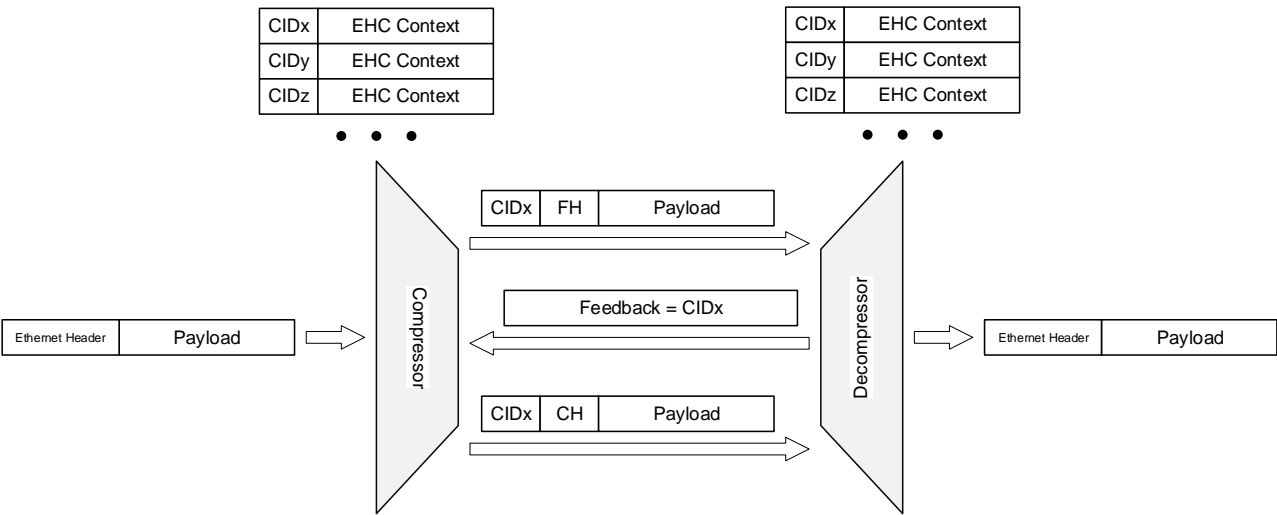 CIDx EHC Context
CIDy EHC Context
CIDz EHC Context
CIDx EHC Context
CIDy EHC Context
CIDz EHC Context
CIDx FH Payload
Feedback = CIDx
CIDx CH Payload
Ethernet Header Payload
Compressor
Decompressor
Ethernet Header Payload